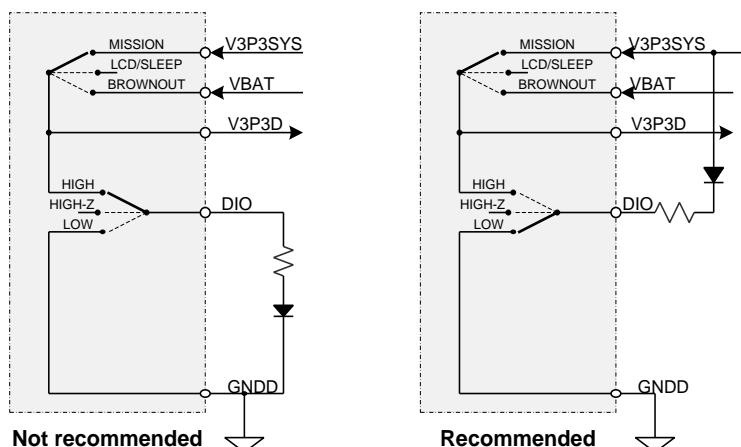 MISSION
V3P3SYS
LCD/SLEEP
BROWNOUT
VBAT
V3P3D
HIGH
HIGH-Z
DIO
LOW
GNDD
Not recommended
MISSION
V3P3SYS
LCD/SLEEP
BROWNOUT
VBAT
V3P3D
HIGH
HIGH-Z
DIO
LOW
GNDD
Recommended